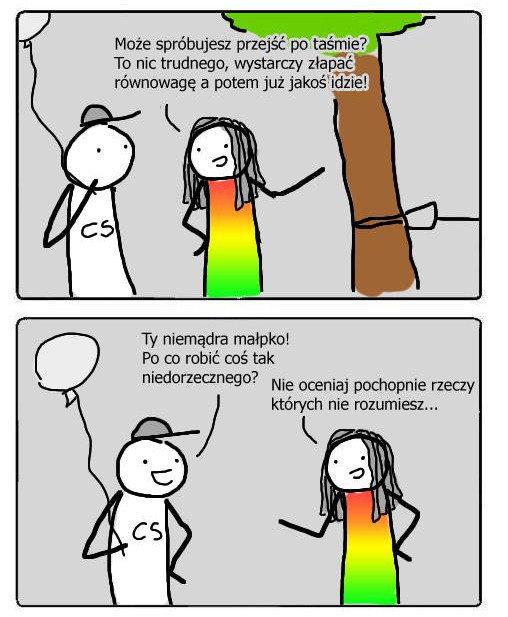 Może spróbujesz przejść po taśmie?
To nic trudnego, wystarczy złapać
równowagę a potem już jakoś idzie!
CS
Ty niemądra małpko!
Po co robić coś tak
niedorzecznego?
Nie oceniaj pochopnie rzeczy
których nie rozumiesz...
CS